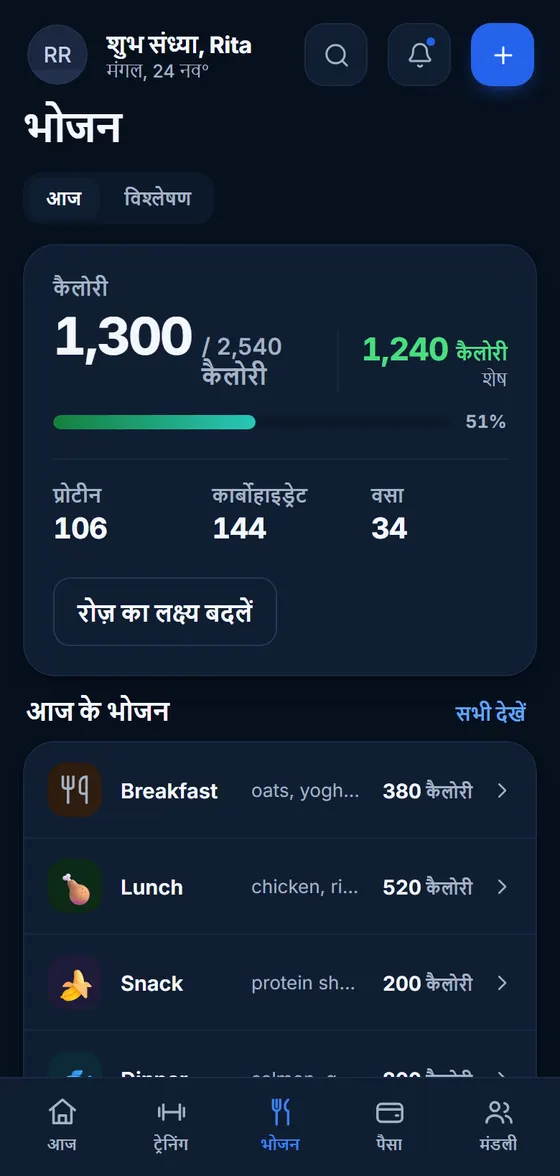 RR
शुभ संध्या, Rita
मंगल, 24 नव॰
भोजन
आज
विश्लेषण
कैलोरी
1,300 / 2,540 कैलोरी
1,240 कैलोरी
शेष
51%
प्रोटीन
106
कार्बोहाइड्रेट
144
वसा
34
रोज़ का लक्ष्य बदलें
आज के भोजन
सभी देखें
Breakfast oats, yogh... 380 कैलोरी
Lunch chicken, ri... 520 कैलोरी
Snack protein sh... 200 कैलोरी
आज
ट्रेनिंग
भोजन
पैसा
मंडली